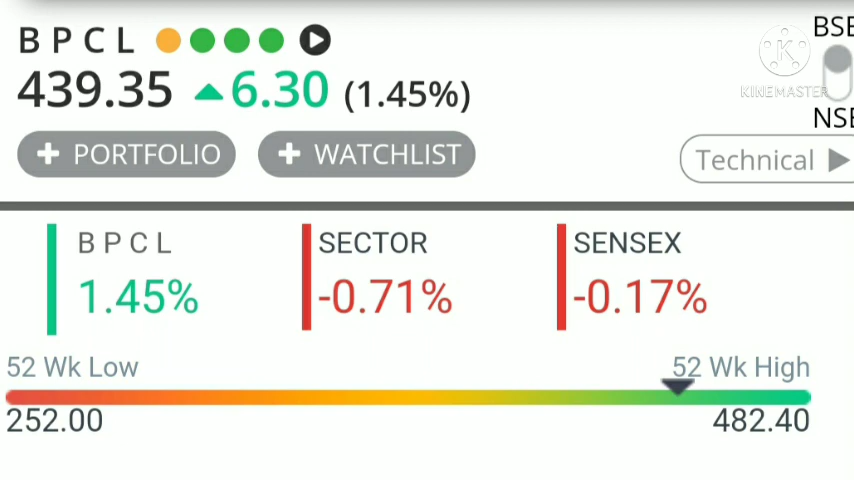 B P C L
BSE
439.35 6.30 (1.45%)
K
KINEMASTER
NSE
+ PORTFOLIO + WATCHLIST
Technical
B P C L SECTOR SENSEX
1.45% -0.71% -0.17%
52 Wk Low 52 Wk High
252.00 482.40